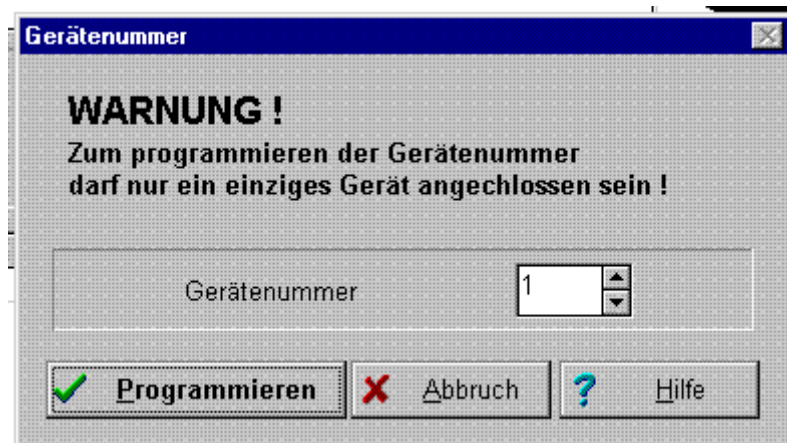 Gerätenummer
WARNUNG !
Zum programmieren der Gerätenummer
darf nur ein einziges Gerät angechlossen sein !
Gerätenummer 1
Programmieren Abbruch ? Hilfe